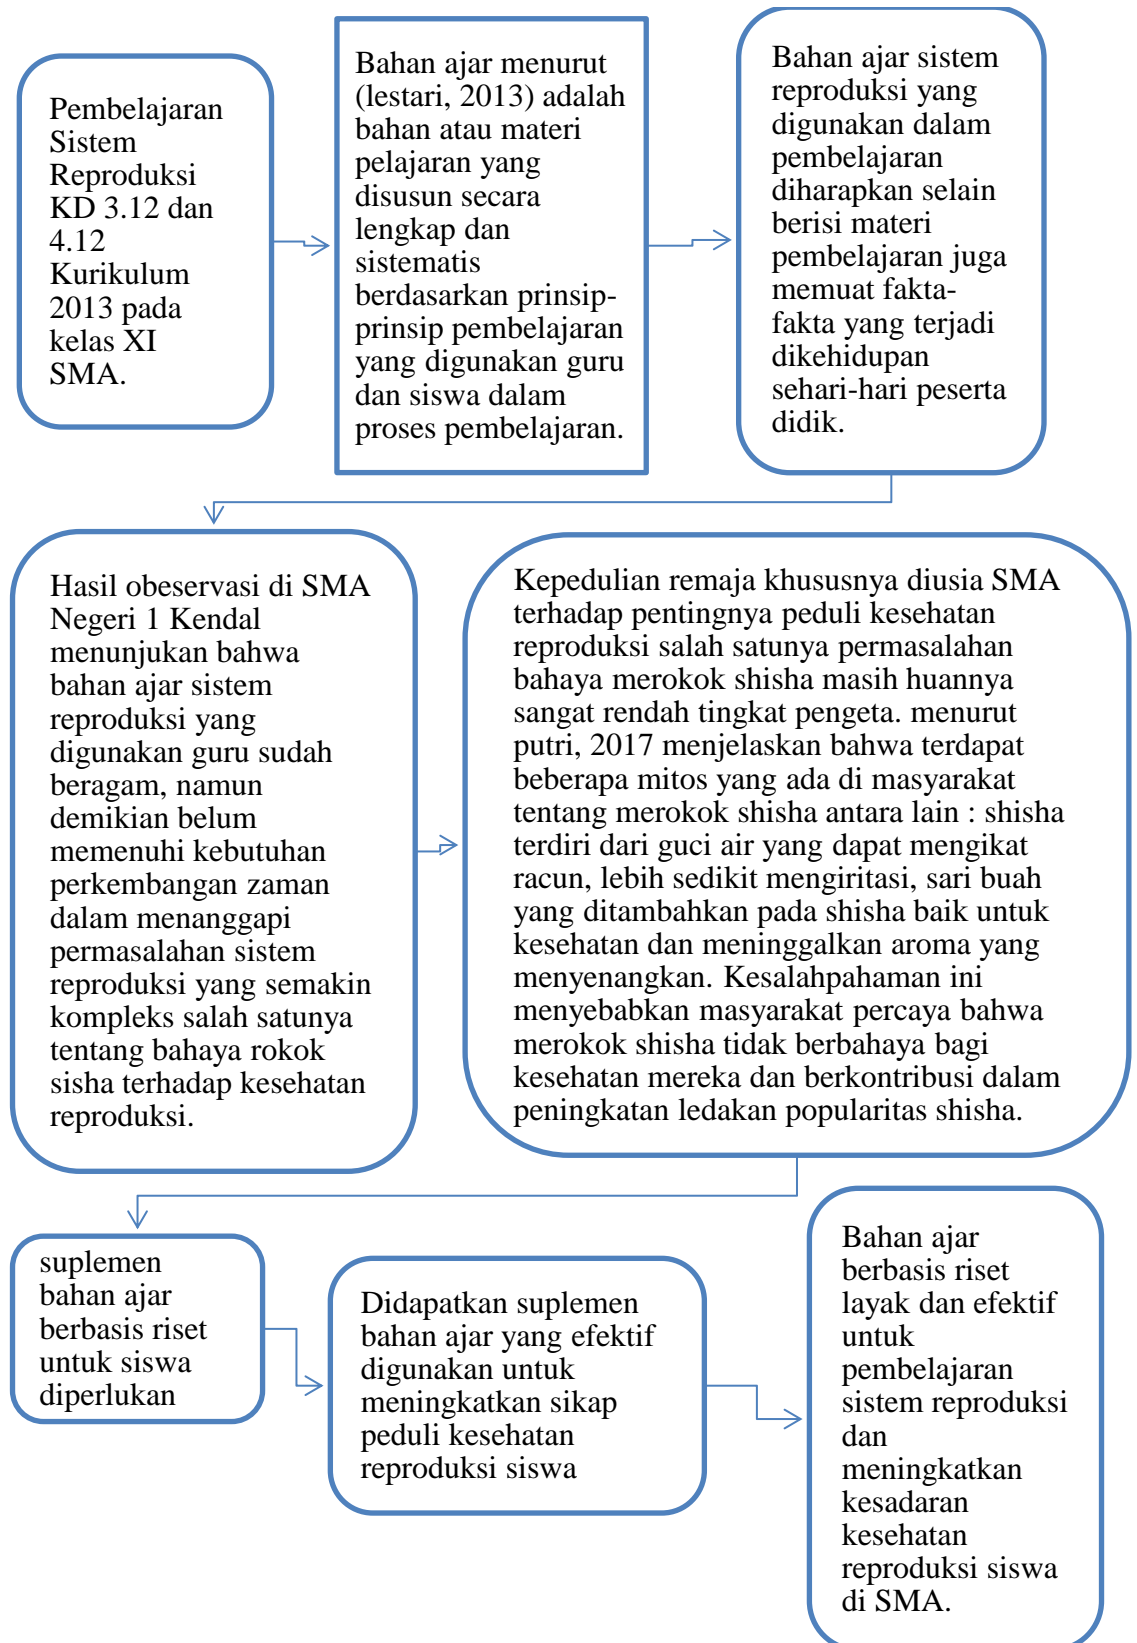 Pembelajaran
Sistem
Reproduksi
KD 3.12 dan
4.12
Kurikulum
2013 pada
kelas XI
SMA.
Bahan ajar menurut
(lestari, 2013) adalah
bahan atau materi
pelajaran yang
disusun secara
lengkap dan
sistematis
berdasarkan prinsip-
prinsip pembelajaran
yang digunakan guru
dan siswa dalam
proses pembelajaran.
Bahan ajar sistem
reproduksi yang
digunakan dalam
pembelajaran
diharapkan selain
berisi materi
pembelajaran juga
memuat fakta-
fakta yang terjadi
dikehidupan
sehari-hari peserta
didik.
Hasil obeservasi di SMA
Negeri 1 Kendal
menunjukan bahwa
bahan ajar sistem
reproduksi yang
digunakan guru sudah
beragam, namun
demikian belum
memenuhi kebutuhan
perkembangan zaman
dalam menanggapi
permasalahan sistem
reproduksi yang semakin
kompleks salah satunya
tentang bahaya rokok
sisha terhadap kesehatan
reproduksi.
Kepedulian remaja khususnya diusia SMA
terhadap pentingnya peduli kesehatan
reproduksi salah satunya permasalahan
bahaya merokok shisha masih huannya
sangat rendah tingkat pengeta. menurut
putri, 2017 menjelaskan bahwa terdapat
beberapa mitos yang ada di masyarakat
tentang merokok shisha antara lain : shisha
terdiri dari guci air yang dapat mengikat
racun, lebih sedikit mengiritasi, sari buah
yang ditambahkan pada shisha baik untuk
kesehatan dan meninggalkan aroma yang
menyenangkan. Kesalahpahaman ini
menyebabkan masyarakat percaya bahwa
merokok shisha tidak berbahaya bagi
kesehatan mereka dan berkontribusi dalam
peningkatan ledakan popularitas shisha.
suplemen
bahan ajar
berbasis riset
untuk siswa
diperlukan
Didapatkan suplemen
bahan ajar yang efektif
digunakan untuk
meningkatkan sikap
peduli kesehatan
reproduksi siswa
Bahan ajar
berbasis riset
layak dan efektif
untuk
pembelajaran
sistem reproduksi
dan
meningkatkan
kesadaran
kesehatan
reproduksi siswa
di SMA.